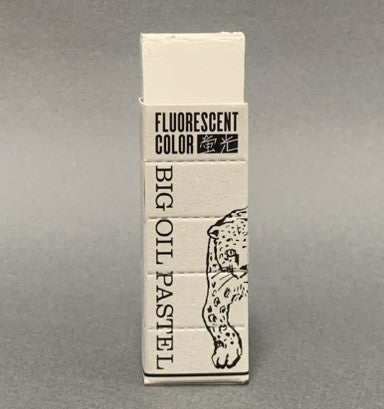 FLUORESCENT
COLOR 蛍光
BIG OIL PASTEL